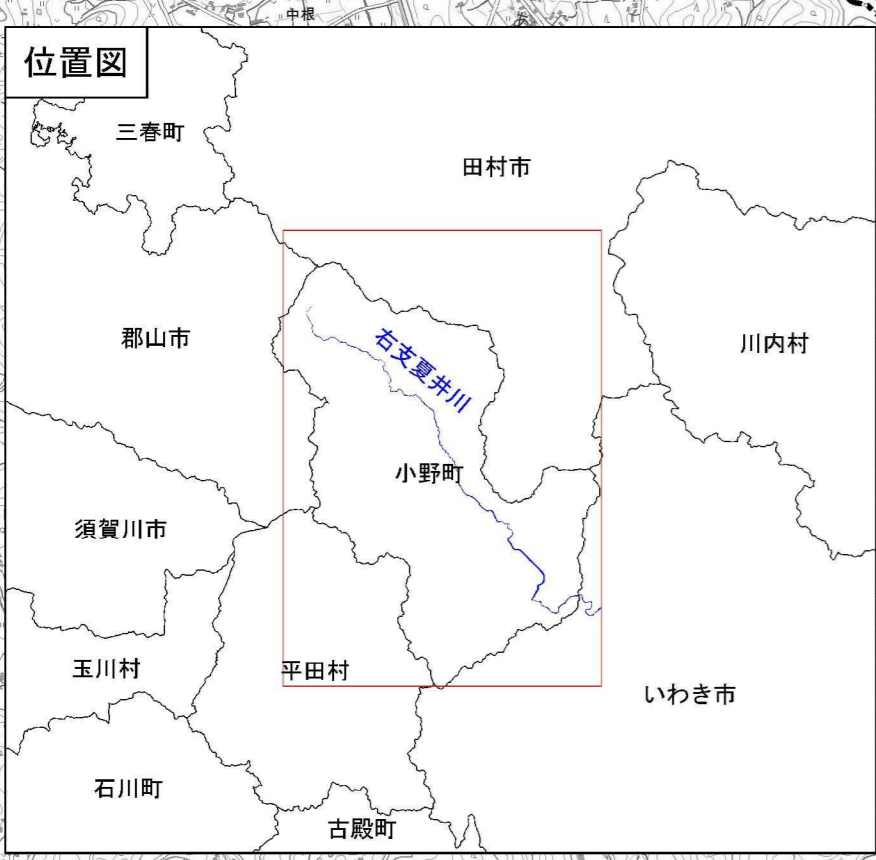 中根
位置図
三春町
田村市
郡山市
右支夏井川
川内村
小野町
須賀川市
玉川村
平田村
いわき市
石川町
古殿町